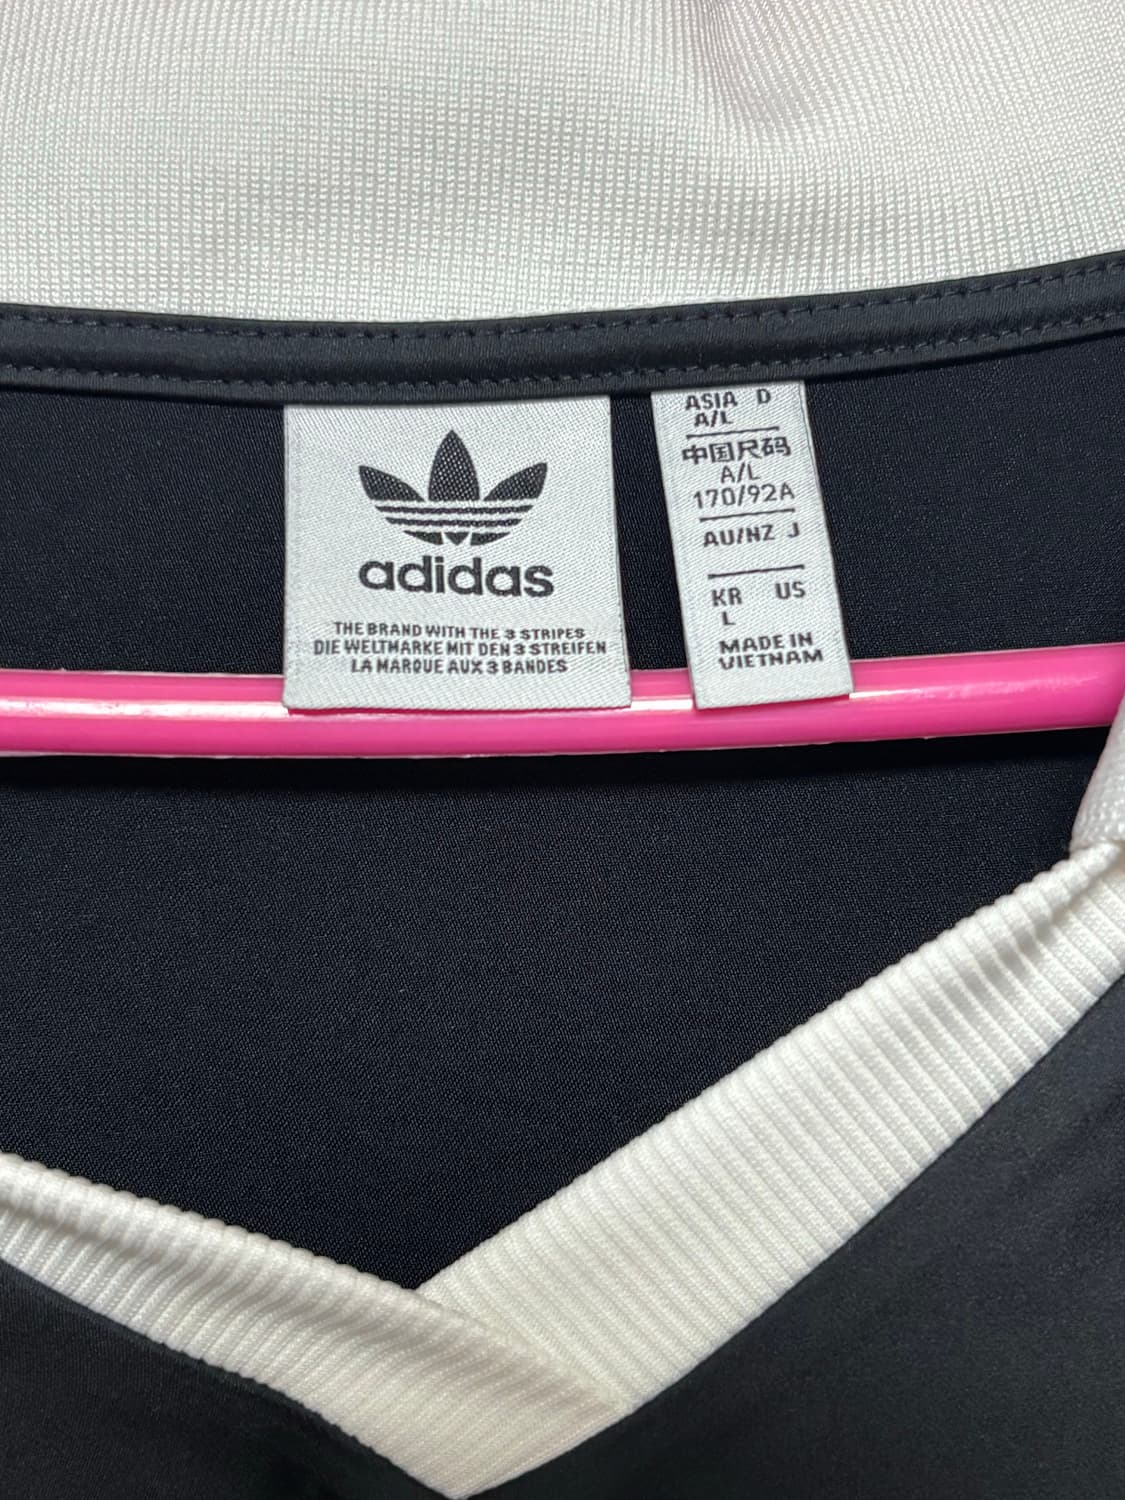 adidas
THE BRAND WITH THE 3 STRIPES
DIE WELTMARKE MIT DEN 3 STREIFEN
LA MARQUE AUX 3 BANDES
ASIA D
A/L
中国尺码
A/L
170/92A
AU/NZ J
KR US
L
MADE IN
VIETNAM